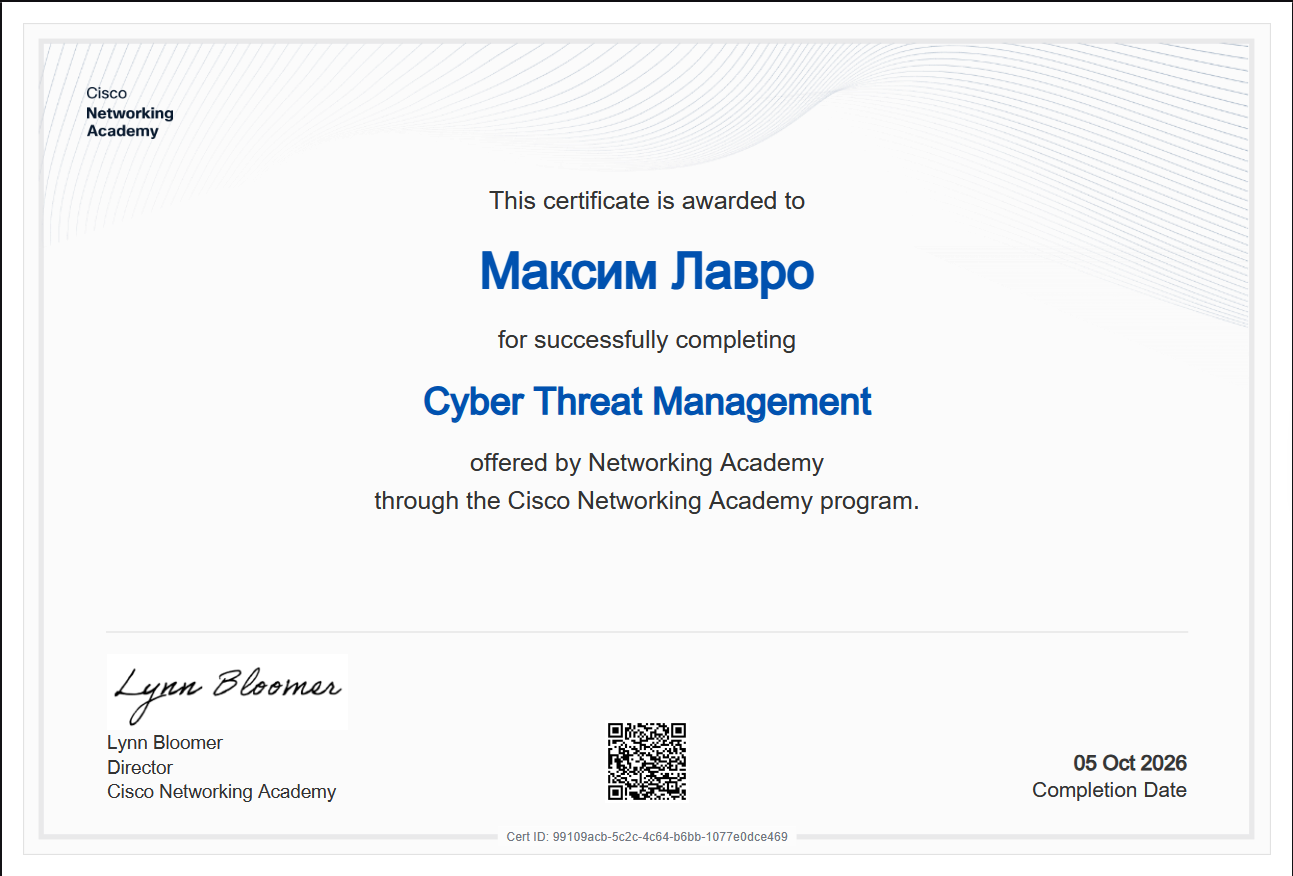 Cisco
Networking
Academy
This certificate is awarded to
Максим Лавро
for successfully completing
Cyber Threat Management
offered by Networking Academy
through the Cisco Networking Academy program.
Lynn Bloomer
Lynn Bloomer
Director
Cisco Networking Academy
05 Oct 2026
Completion Date
Cert ID: 99109acb-5c2c-4c64-b6bb-1077e0dce469